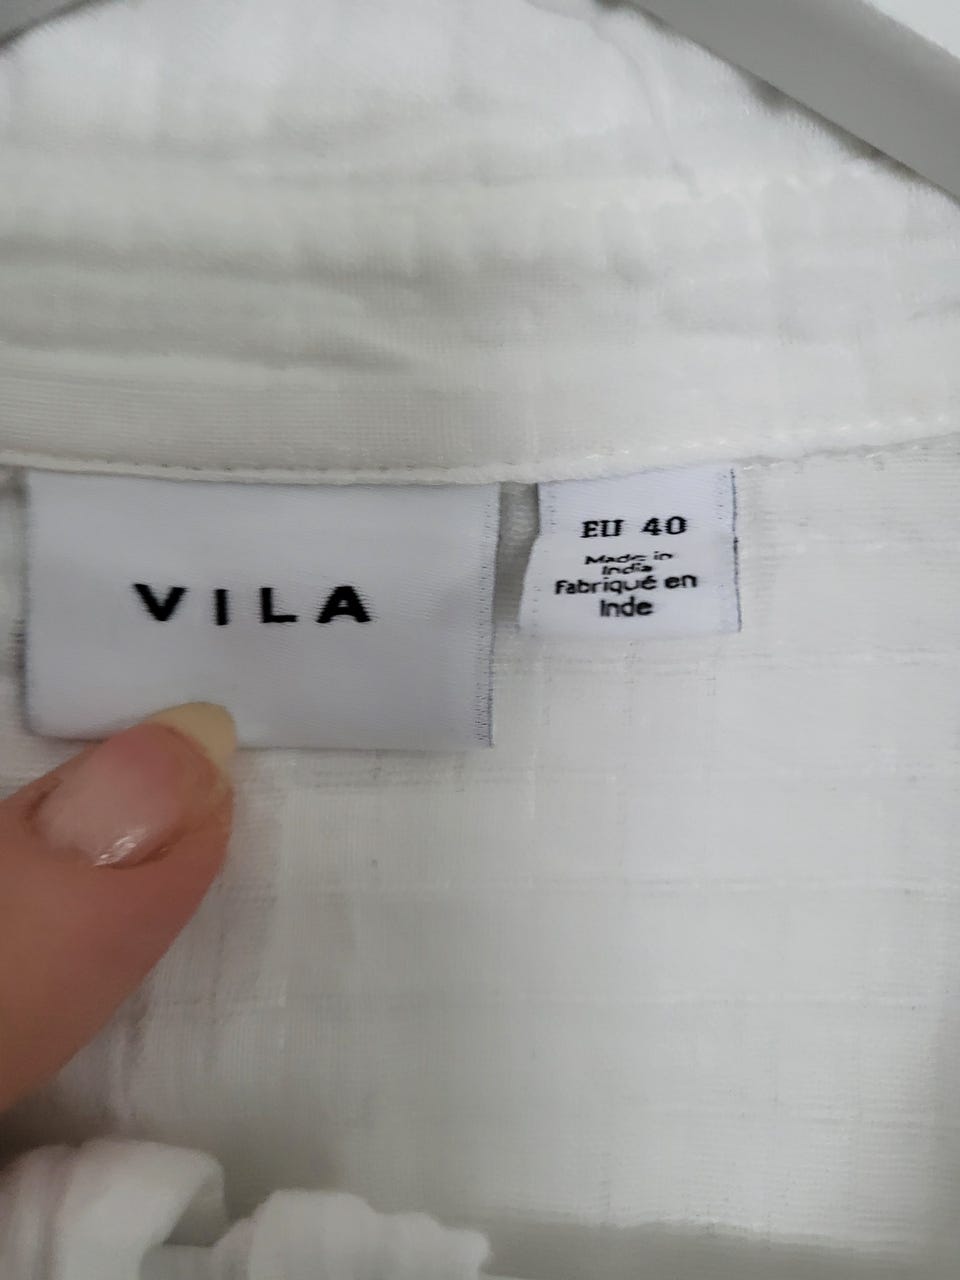 VILA
EU 40
Made in
India
Fabriqué en
Inde